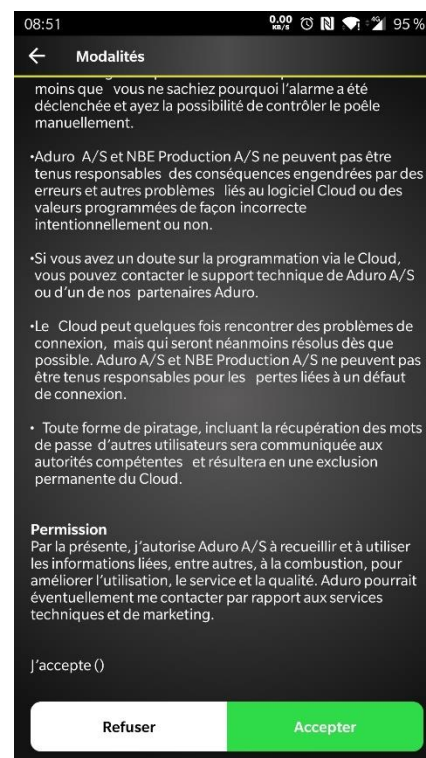 08:51 0.00 KB/S 4G 95 %
Modalités
moins que vous ne sachiez pourquoi l'alarme a été
déclenchée et ayez la possibilité de contrôler le poêle
manuellement.
•Aduro A/S et NBE Production A/S ne peuvent pas être
tenus responsables des conséquences engendrées par des
erreurs et autres problèmes liés au logiciel Cloud ou des
valeurs programmées de façon incorrecte
intentionnellement ou non.
•Si vous avez un doute sur la programmation via le Cloud,
vous pouvez contacter le support technique de Aduro A/S
ou d'un de nos partenaires Aduro.
•Le Cloud peut quelques fois rencontrer des problèmes de
connexion, mais qui seront néanmoins résolus dès que
possible. Aduro A/S et NBE Production A/S ne peuvent pas
être tenus responsables pour les pertes liées à un défaut
de connexion.
• Toute forme de piratage, incluant la récupération des mots
de passe d'autres utilisateurs sera communiquée aux
autorités compétentes et résultera en une exclusion
permanente du Cloud.
Permission
Par la présente, j'autorise Aduro A/S à recueillir et à utiliser
les informations liées, entre autres, à la combustion, pour
améliorer l'utilisation, le service et la qualité. Aduro pourrait
éventuellement me contacter par rapport aux services
techniques et de marketing.
J'accepte ()
Refuser Accepter